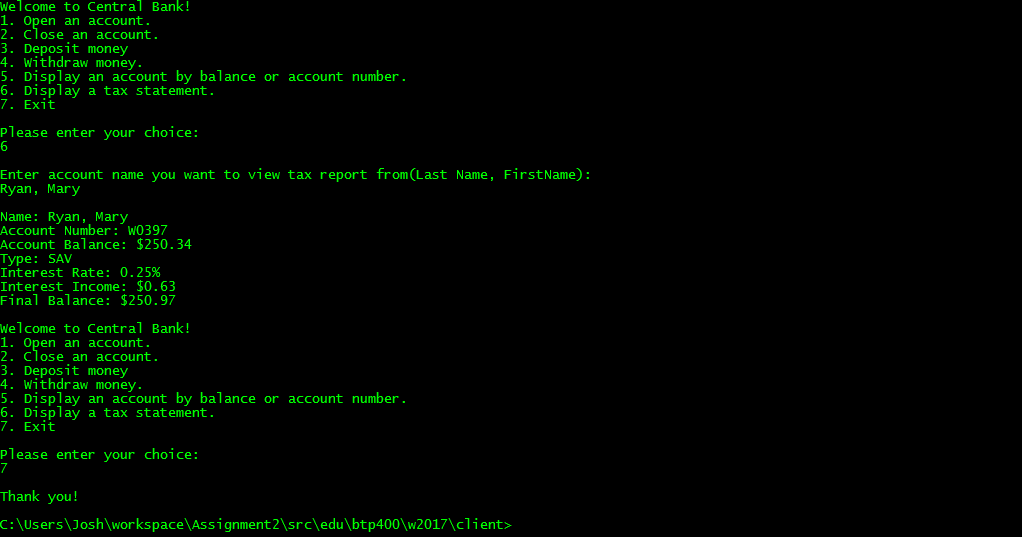 Welcome to Central Bank!
1. Open an account.
2. Close an account.
3. Deposit money
4. Withdraw money.
5. Display an account by balance or account number.
6. Display a tax statement.
7. Exit
Please enter your choice:
6
Enter account name you want to view tax report from(Last Name, FirstName):
Ryan, Mary
Name: Ryan, Mary
Account Number: W0397
Account Balance: $250.34
Type: SAV
Interest Rate: 0.25%
Interest Income: $0.63
Final Balance: $250.97
Welcome to Central Bank!
1. Open an account.
2. Close an account.
3. Deposit money
4. Withdraw money.
5. Display an account by balance or account number.
6. Display a tax statement.
7. Exit
Please enter your choice:
7
Thank you!
C:\Users\Josh\workspace\Assignment2\src\edu\btp400\w2017\client>